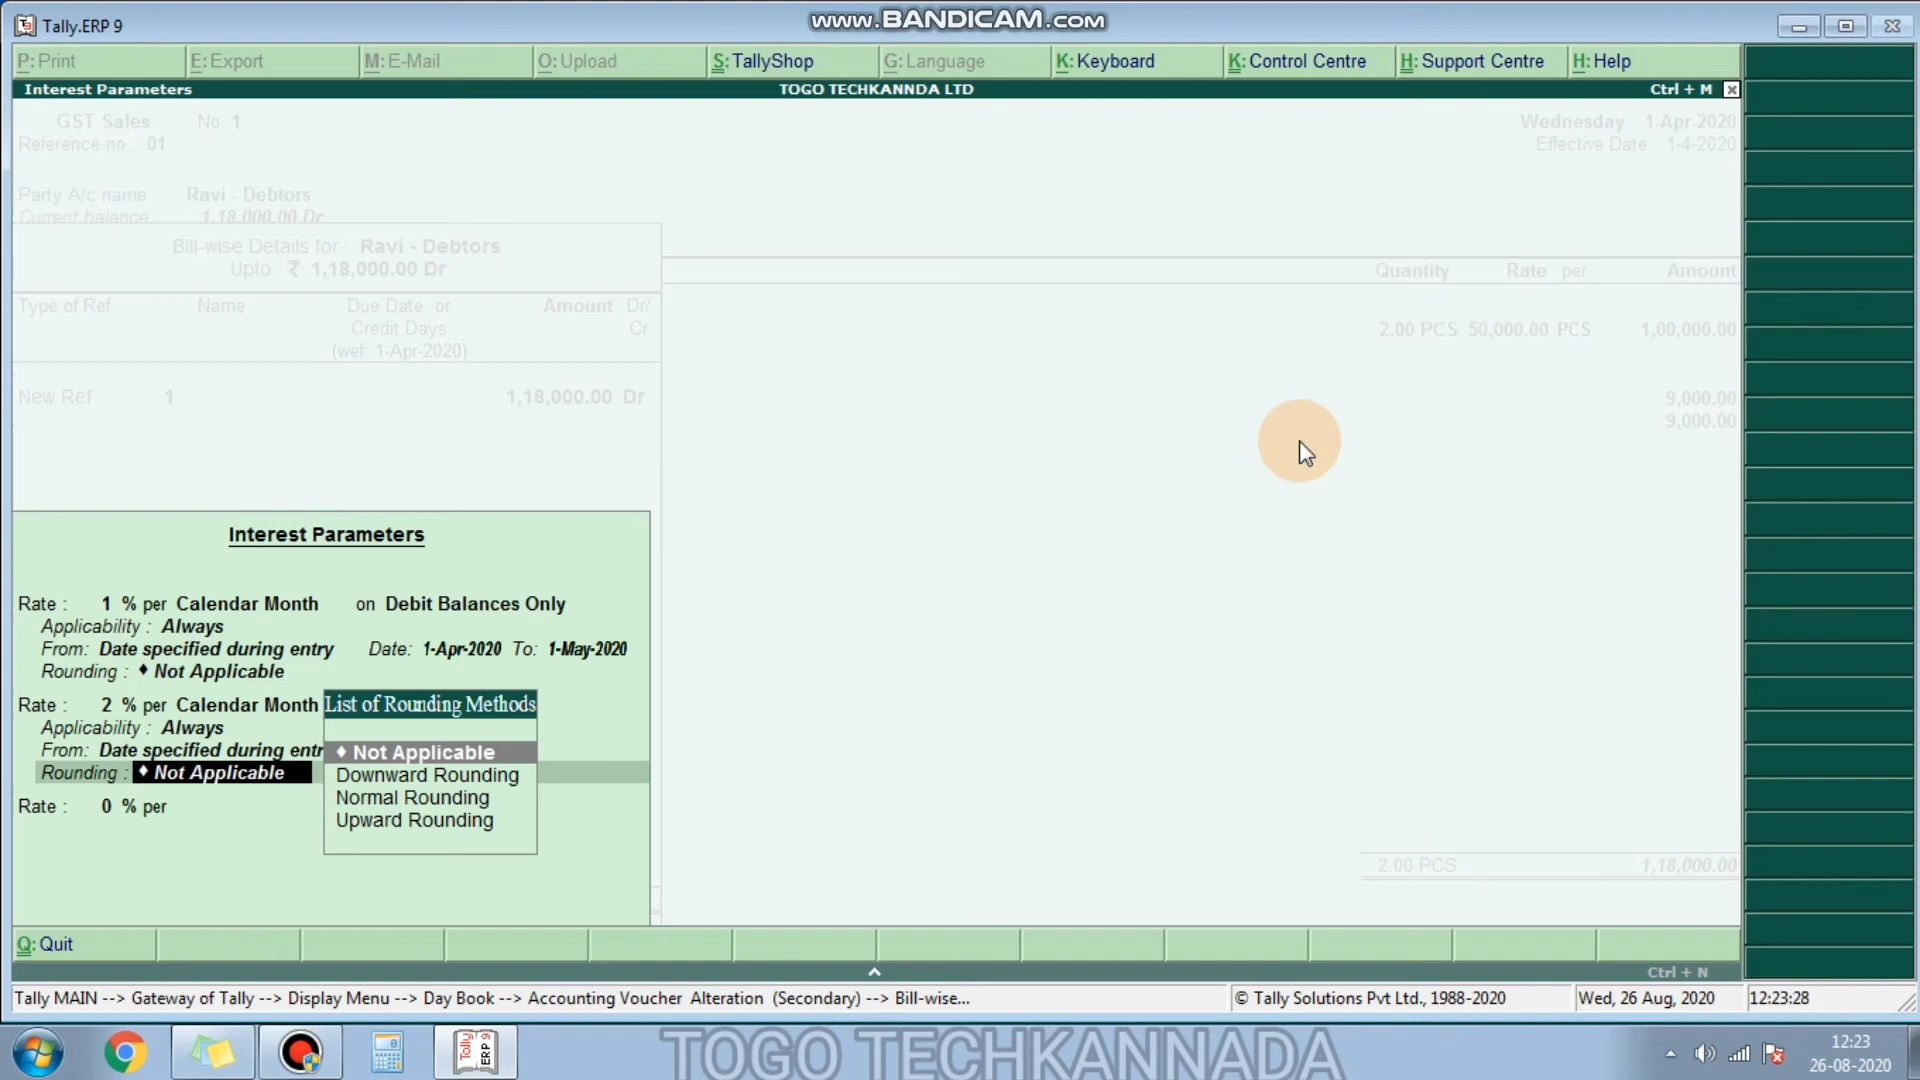 www.BANDICAM.com
Tally.ERP 9
P: Print E: Export M: E-Mail O: Upload S: TallyShop G: Language K: Keyboard K: Control Centre H: Support Centre H: Help
Interest Parameters TOGO TECHKANNDA LTD Ctrl + M
GST Sales No. 1 Wednesday 1-Apr-2020
Reference no.: 01 Effective Date 1-4-2020
Party A/c name : Ravi - Debtors
Current balance : 1,18,000.00 Dr
Bill-wise Details for : Ravi - Debtors
Upto ₹ 1,18,000.00 Dr
Quantity Rate per Amount
Type of Ref Name Due Date, or Amount Dr/
Credit Days Cr
(wef: 1-Apr-2020)
2.00 PCS 50,000.00 PCS 1,00,000.00
New Ref 1 1,18,000.00 Dr
9,000.00
9,000.00
Interest Parameters
Rate : 1 % per Calendar Month on Debit Balances Only
Applicability : Always
From: Date specified during entry Date: 1-Apr-2020 To: 1-May-2020
Rounding : ♦ Not Applicable
Rate : 2 % per Calendar Month
Applicability : Always
From: Date specified during entr
Rounding : ♦ Not Applicable
Rate : 0 % per
List of Rounding Methods
♦ Not Applicable
Downward Rounding
Normal Rounding
Upward Rounding
2.00 PCS 1,18,000.00
Q: Quit
Ctrl + N
Tally MAIN --> Gateway of Tally --> Display Menu --> Day Book --> Accounting Voucher Alteration (Secondary) --> Bill-wise... © Tally Solutions Pvt Ltd., 1988-2020 Wed, 26 Aug, 2020 12:23:28
Tally ERP 9
TOGO TECHKANNADA
12:23
26-08-2020